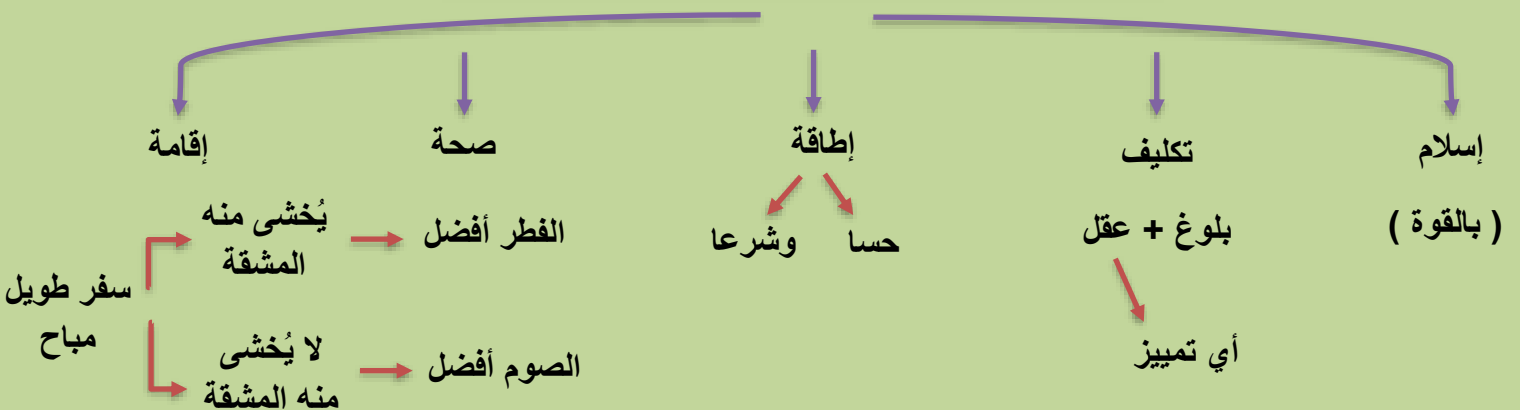 إسلام
تكليف
إطاقة
صحة
إقامة
( بالقوة )
بلوغ + عقل
أي تمييز
حسا
وشرعا
سفر طويل
مباح
يُخشى منه
المشقة
الفطر أفضل
لا يُخشى
منه المشقة
الصوم أفضل